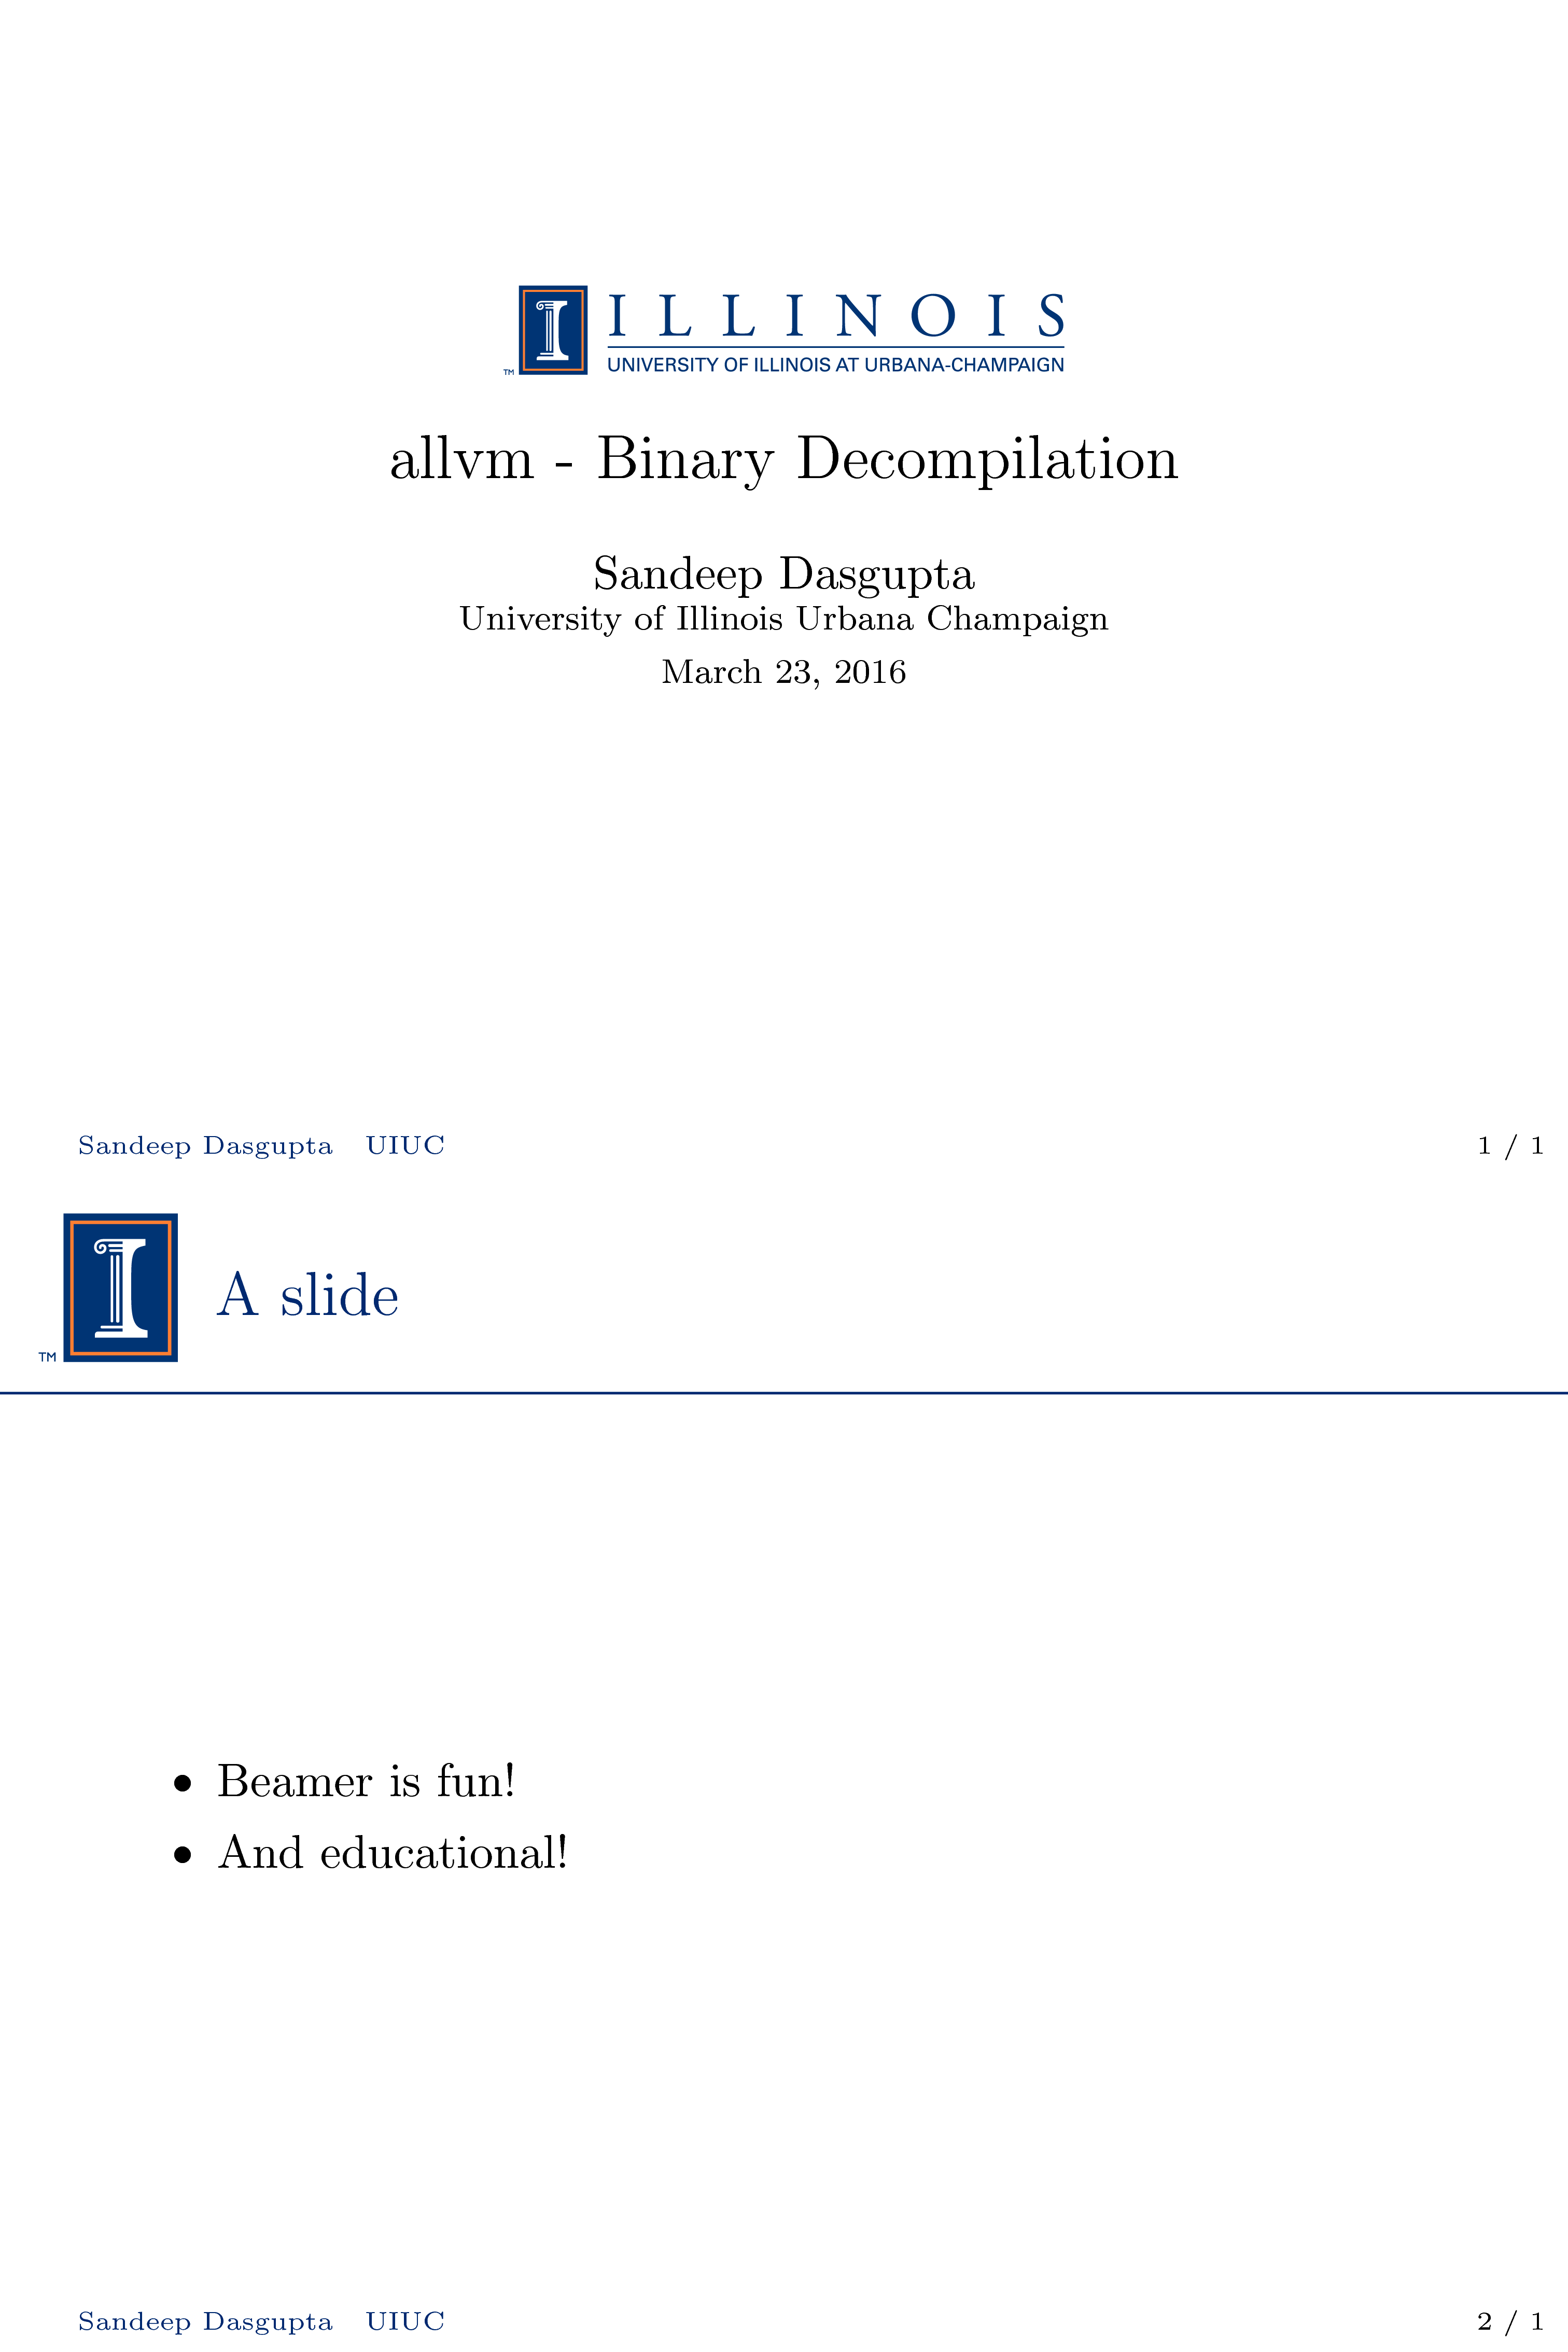 I L L I N O I S
UNIVERSITY OF ILLINOIS AT URBANA-CHAMPAIGN
TM
allvm - Binary Decompilation
Sandeep Dasgupta
University of Illinois Urbana Champaign
March 23, 2016
Sandeep Dasgupta UIUC 1 / 1
I
A slide
TM
• Beamer is fun!
• And educational!
Sandeep Dasgupta UIUC 2 / 1